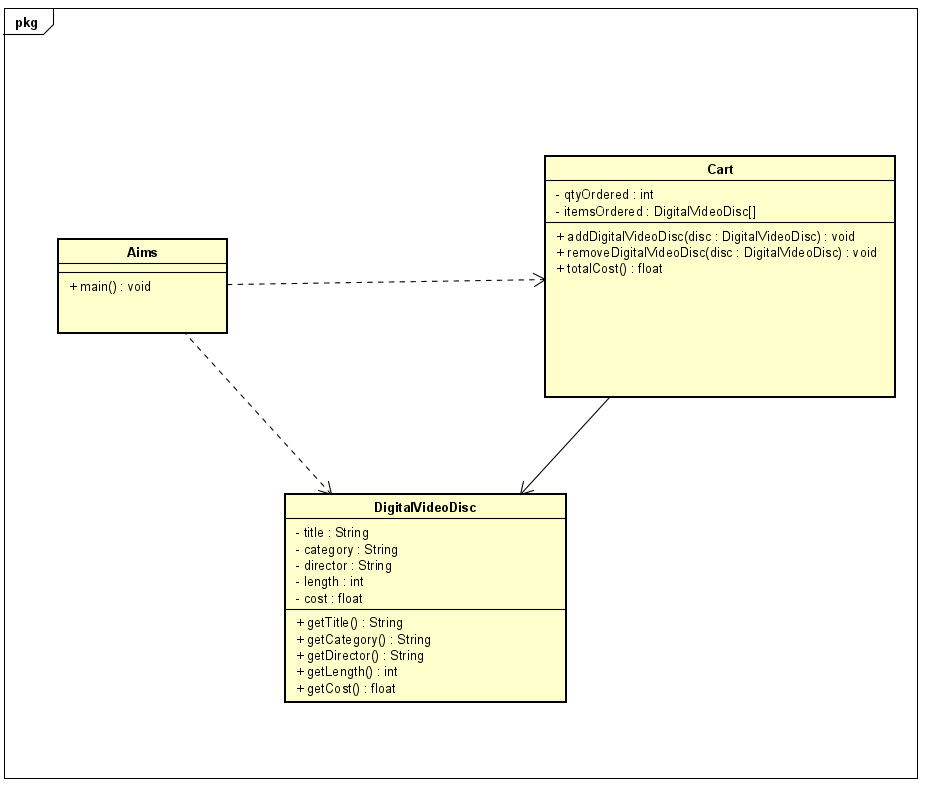 pkg
Cart
- qtyOrdered : int
- itemsOrdered : DigitalVideoDisc[]
+ addDigitalVideoDisc(disc : DigitalVideoDisc) : void
+ removeDigitalVideoDisc(disc : DigitalVideoDisc) : void
+ totalCost() : float
Aims
+ main() : void
DigitalVideoDisc
- title : String
- category : String
- director : String
- length : int
- cost : float
+ getTitle() : String
+ getCategory() : String
+ getDirector() : String
+ getLength() : int
+ getCost() : float